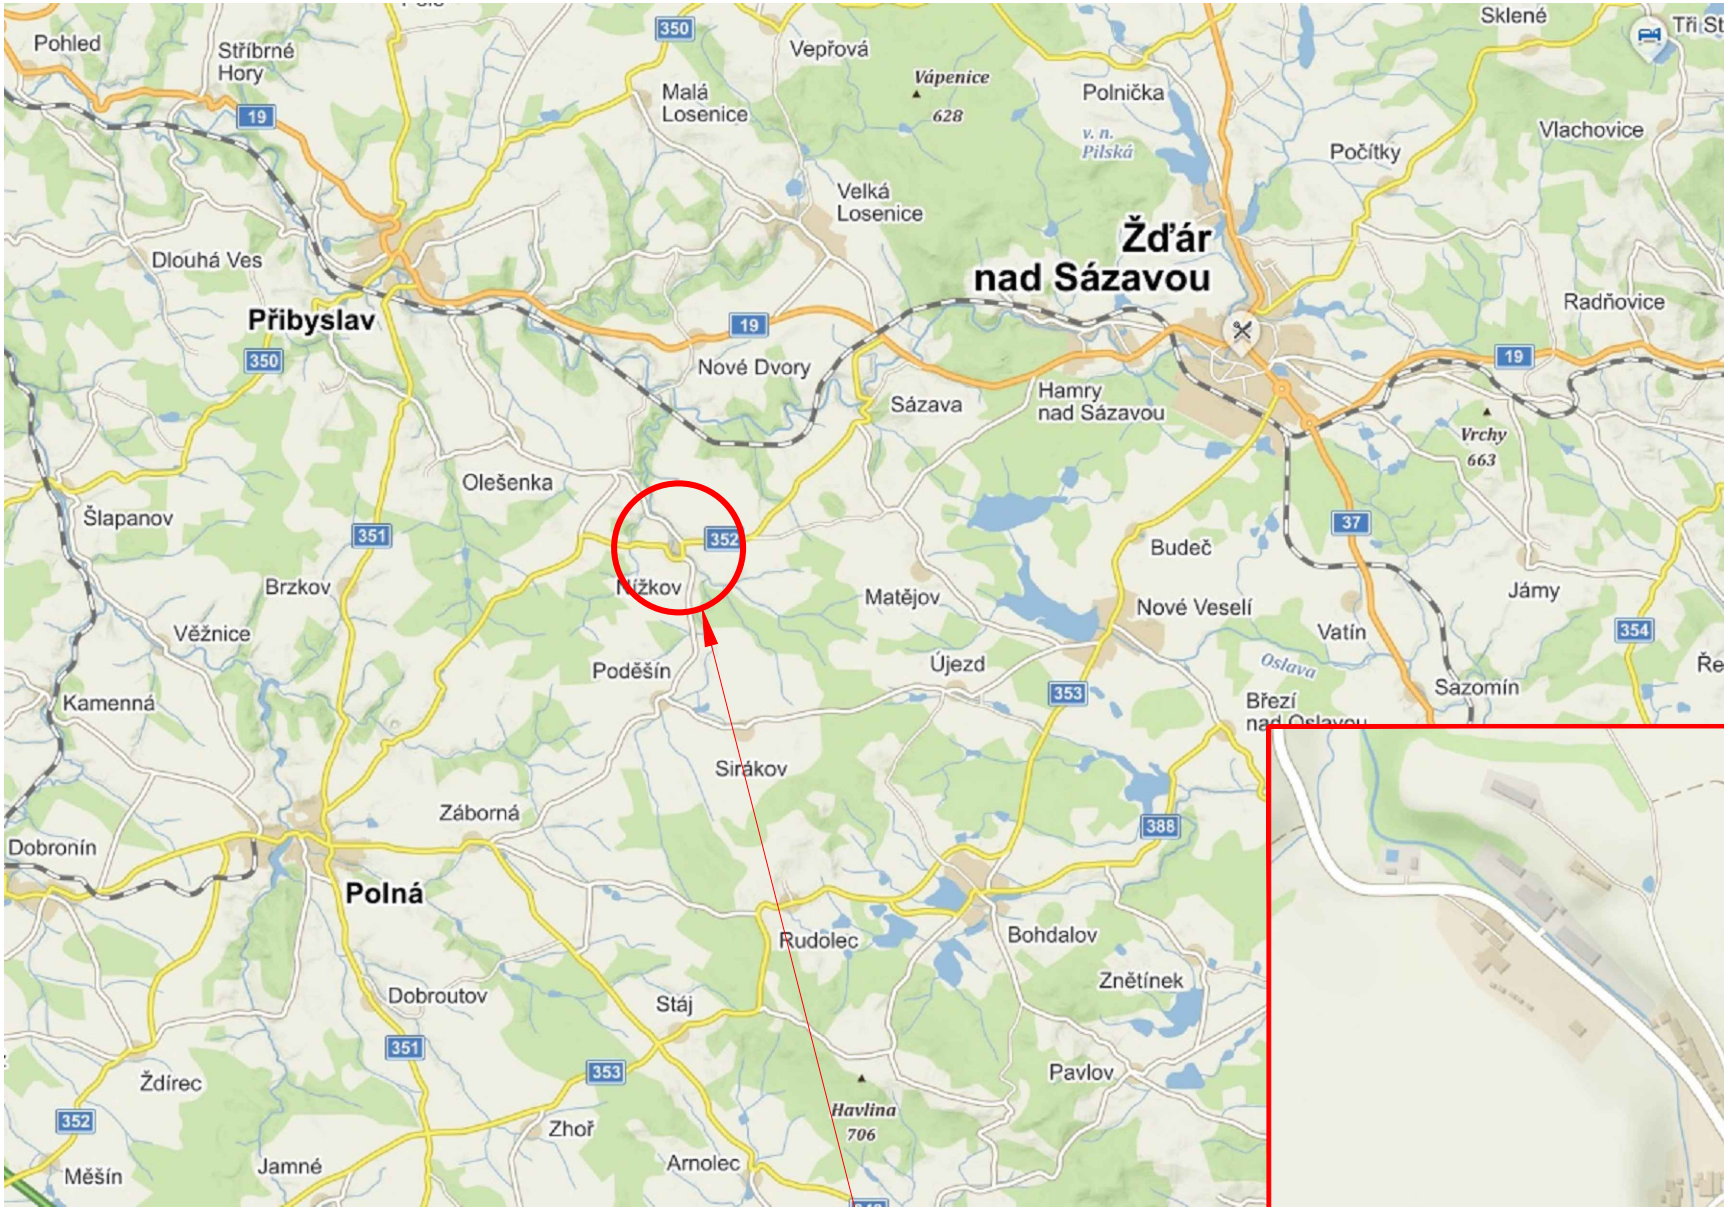 350
Sklené
Tři St
Pohled
Stříbrné
Hory
Vepřová
Vápenice
628
Malá
Losenice
Polnička
19
v. n.
Pilská
Vlachovice
Počítky
Velká
Losenice
Žďár
nad Sázavou
Dlouhá Ves
Radňovice
Přibyslav
19
350
19
Nové Dvory
Hamry
nad Sázavou
Sázava
Vrchy
663
Olešenka
Šlapanov
37
351
352
Budeč
Brzkov
Nížkov
Matějov
Jámy
Nové Veselí
Věžnice
Vatín
354
Poděšín
Újezd
Oslava
Ře
Kamenná
353
Sazomín
Březí
nad Oslavou
Sirákov
Záborná
388
Dobronín
Polná
Rudolec
Bohdalov
Znětínek
Dobroutov
Stáj
351
353
Pavlov
Ždírec
Havlina
706
352
Zhoř
Arnolec
Jamné
Měšín